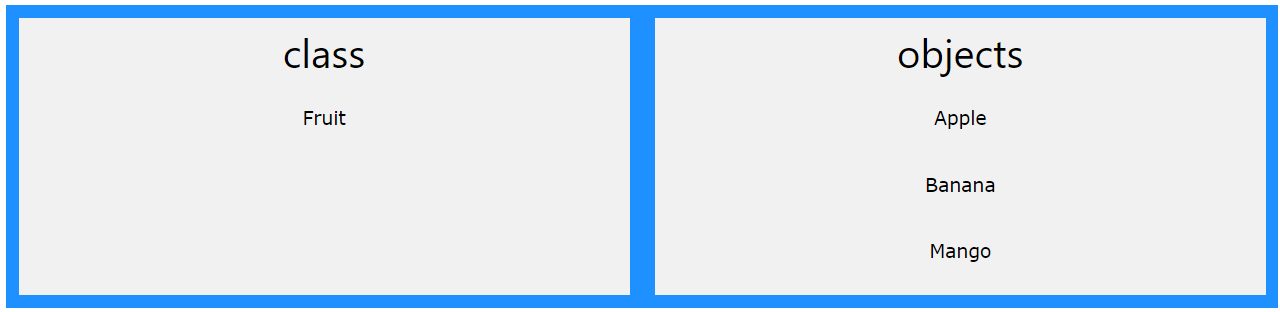 class
Fruit
objects
Apple
Banana
Mango